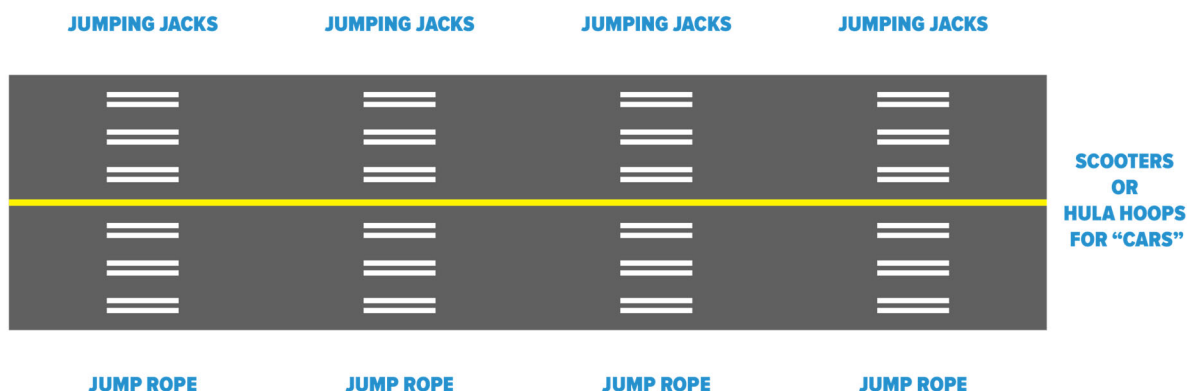 JUMPING JACKS JUMPING JACKS JUMPING JACKS JUMPING JACKS
SCOOTERS
OR
HULA HOOPS
FOR “CARS”
JUMP ROPE JUMP ROPE JUMP ROPE JUMP ROPE